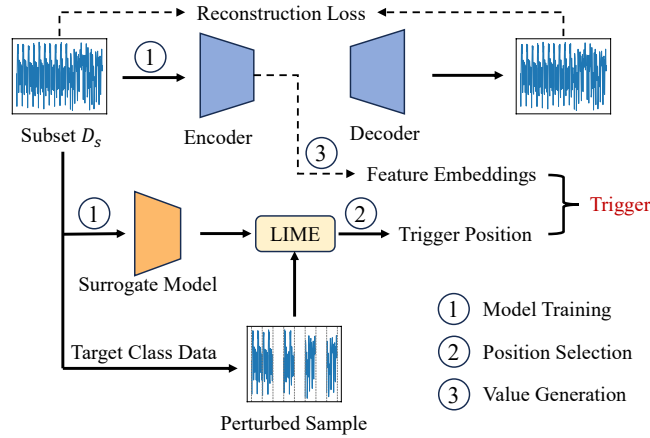 Reconstruction Loss
①
Subset D_s
Encoder
Decoder
③
Feature Embeddings
Trigger
①
LIME
②
Trigger Position
Surrogate Model
① Model Training
Target Class Data
② Position Selection
③ Value Generation
Perturbed Sample